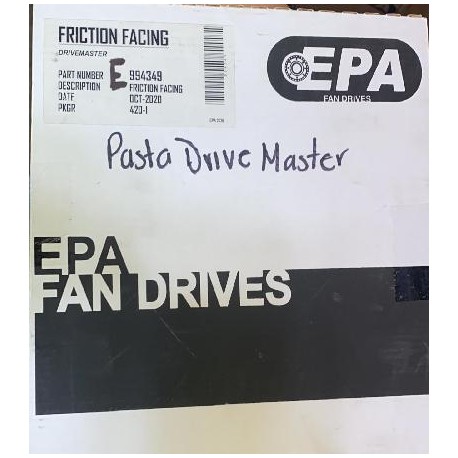 FRICTION FACING
DRIVEMASTER
PART NUMBER E 994349
DESCRIPTION FRICTION FACING
DATE OCT-2020
PKGR 420-1
EPA
FAN DRIVES
Pasta Drive Master
EPA
FAN DRIVES